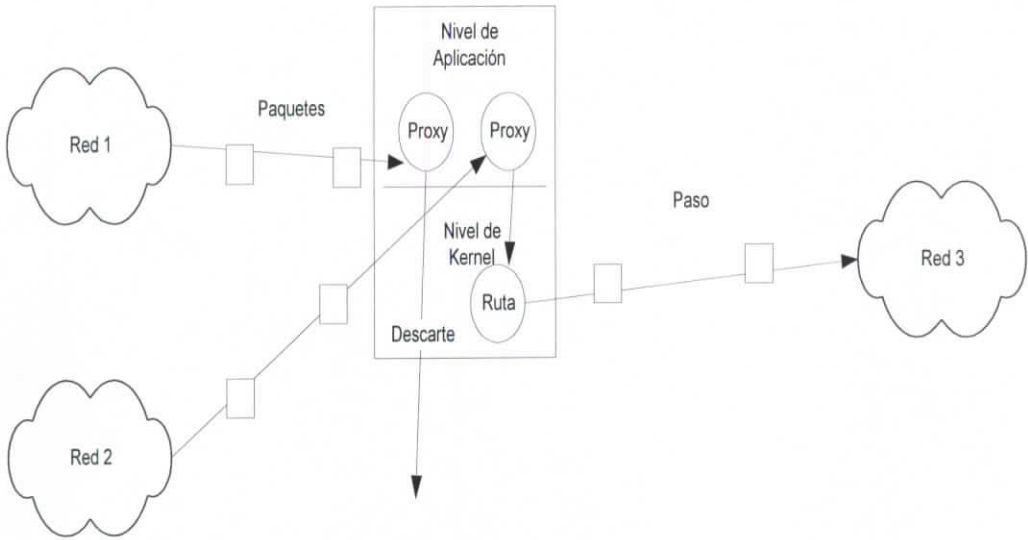 Nivel de
Aplicación
Paquetes
Red 1
Proxy
Proxy
Paso
Nivel de
Kernel
Red 3
Ruta
Descarte
Red 2